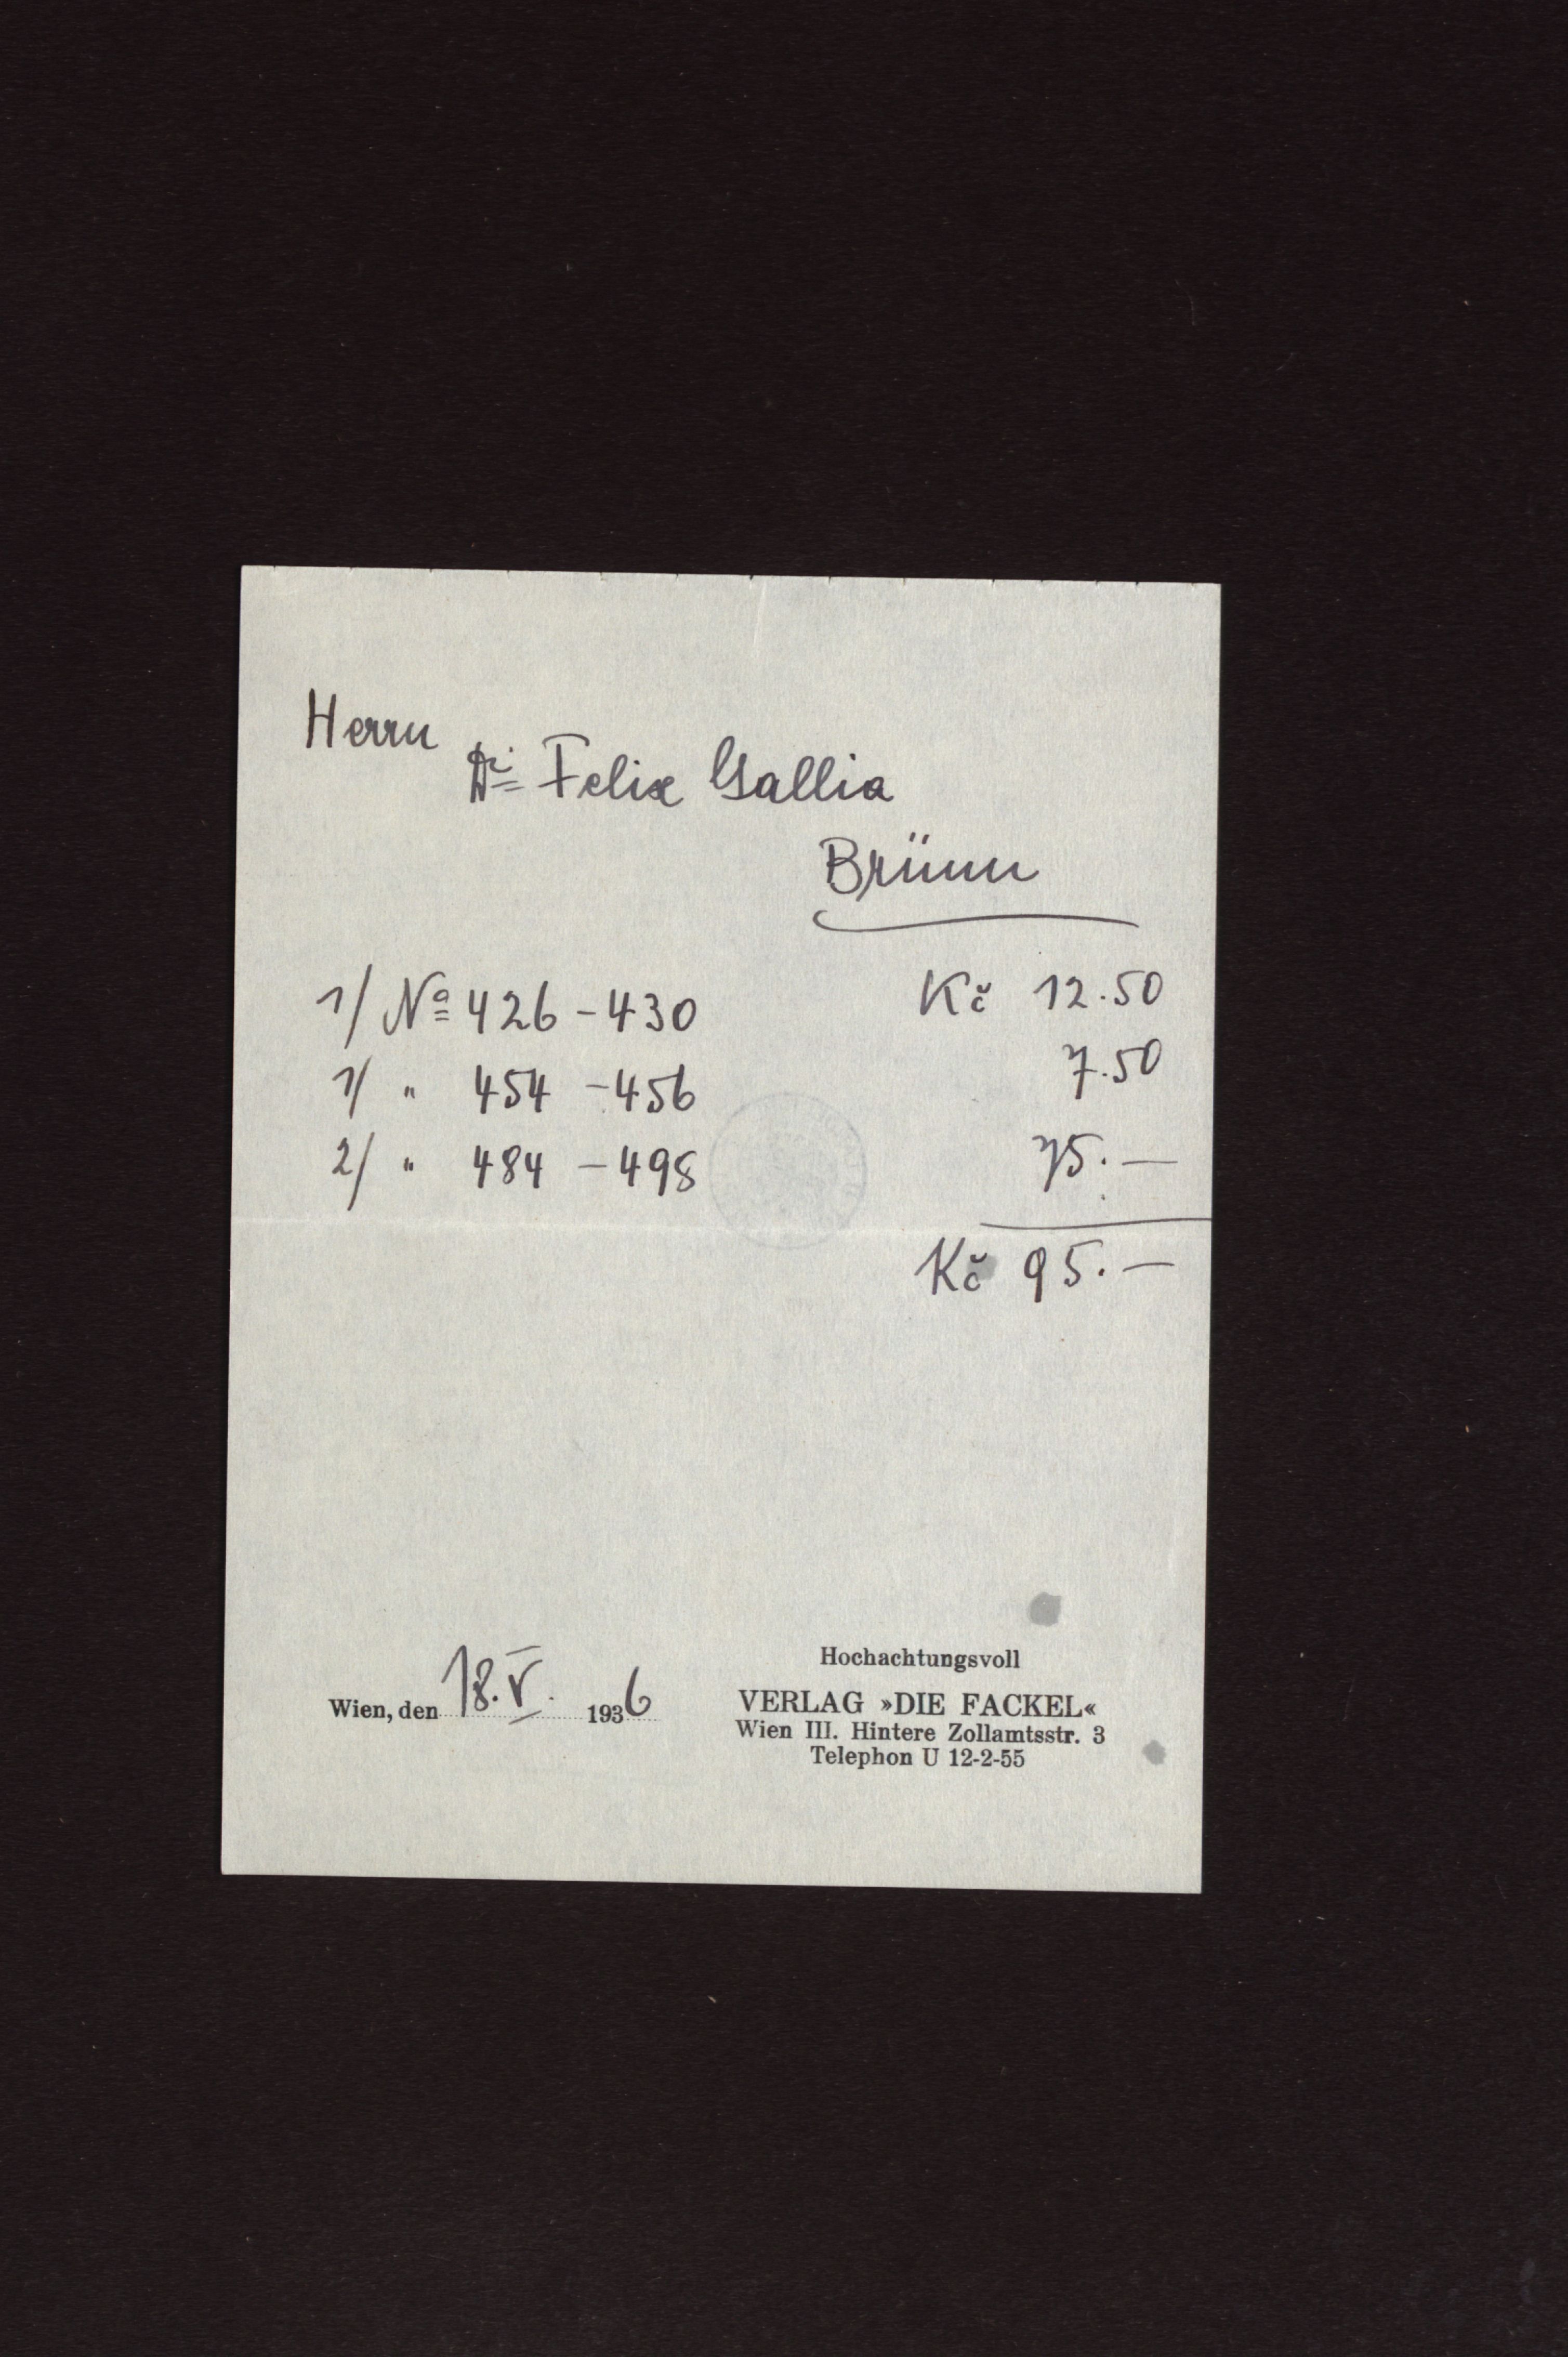 Herrn
Dr Felix Gallia
Brünn
1/ No 426 - 430 Kč 12.50
1/ " 454 - 456 7.50
2/ " 484 - 498 75.—
Kč 95.—
Hochachtungsvoll
Wien, den 18. V. 1936 VERLAG »DIE FACKEL«
Wien III. Hintere Zollamtsstr. 3
Telephon U 12-2-55